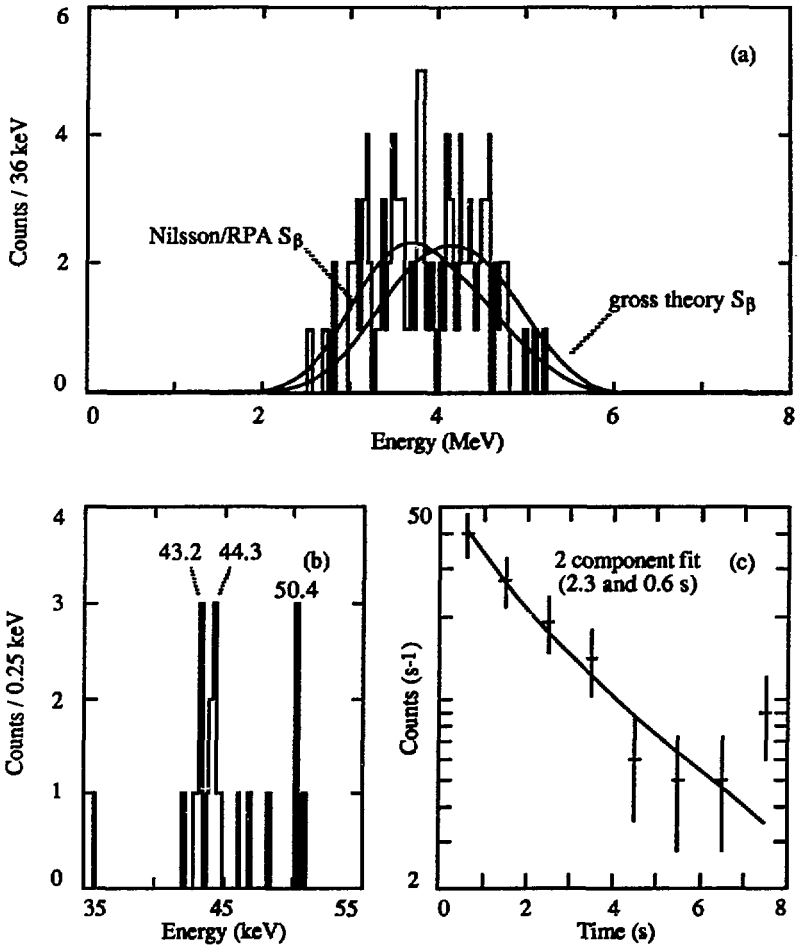 6
(a)
4
Counts / 36 keV
Nilsson/RPA Sβ
2
gross theory Sβ
0
0 2 4 6 8
Energy (MeV)
4
43.2 44.3 (b)
50.4
3
Counts / 0.25 keV
2
1
0
35 45 55
Energy (keV)
50
2 component fit (c)
(2.3 and 0.6 s)
Counts (s-1)
2
0 2 4 6 8
Time (s)